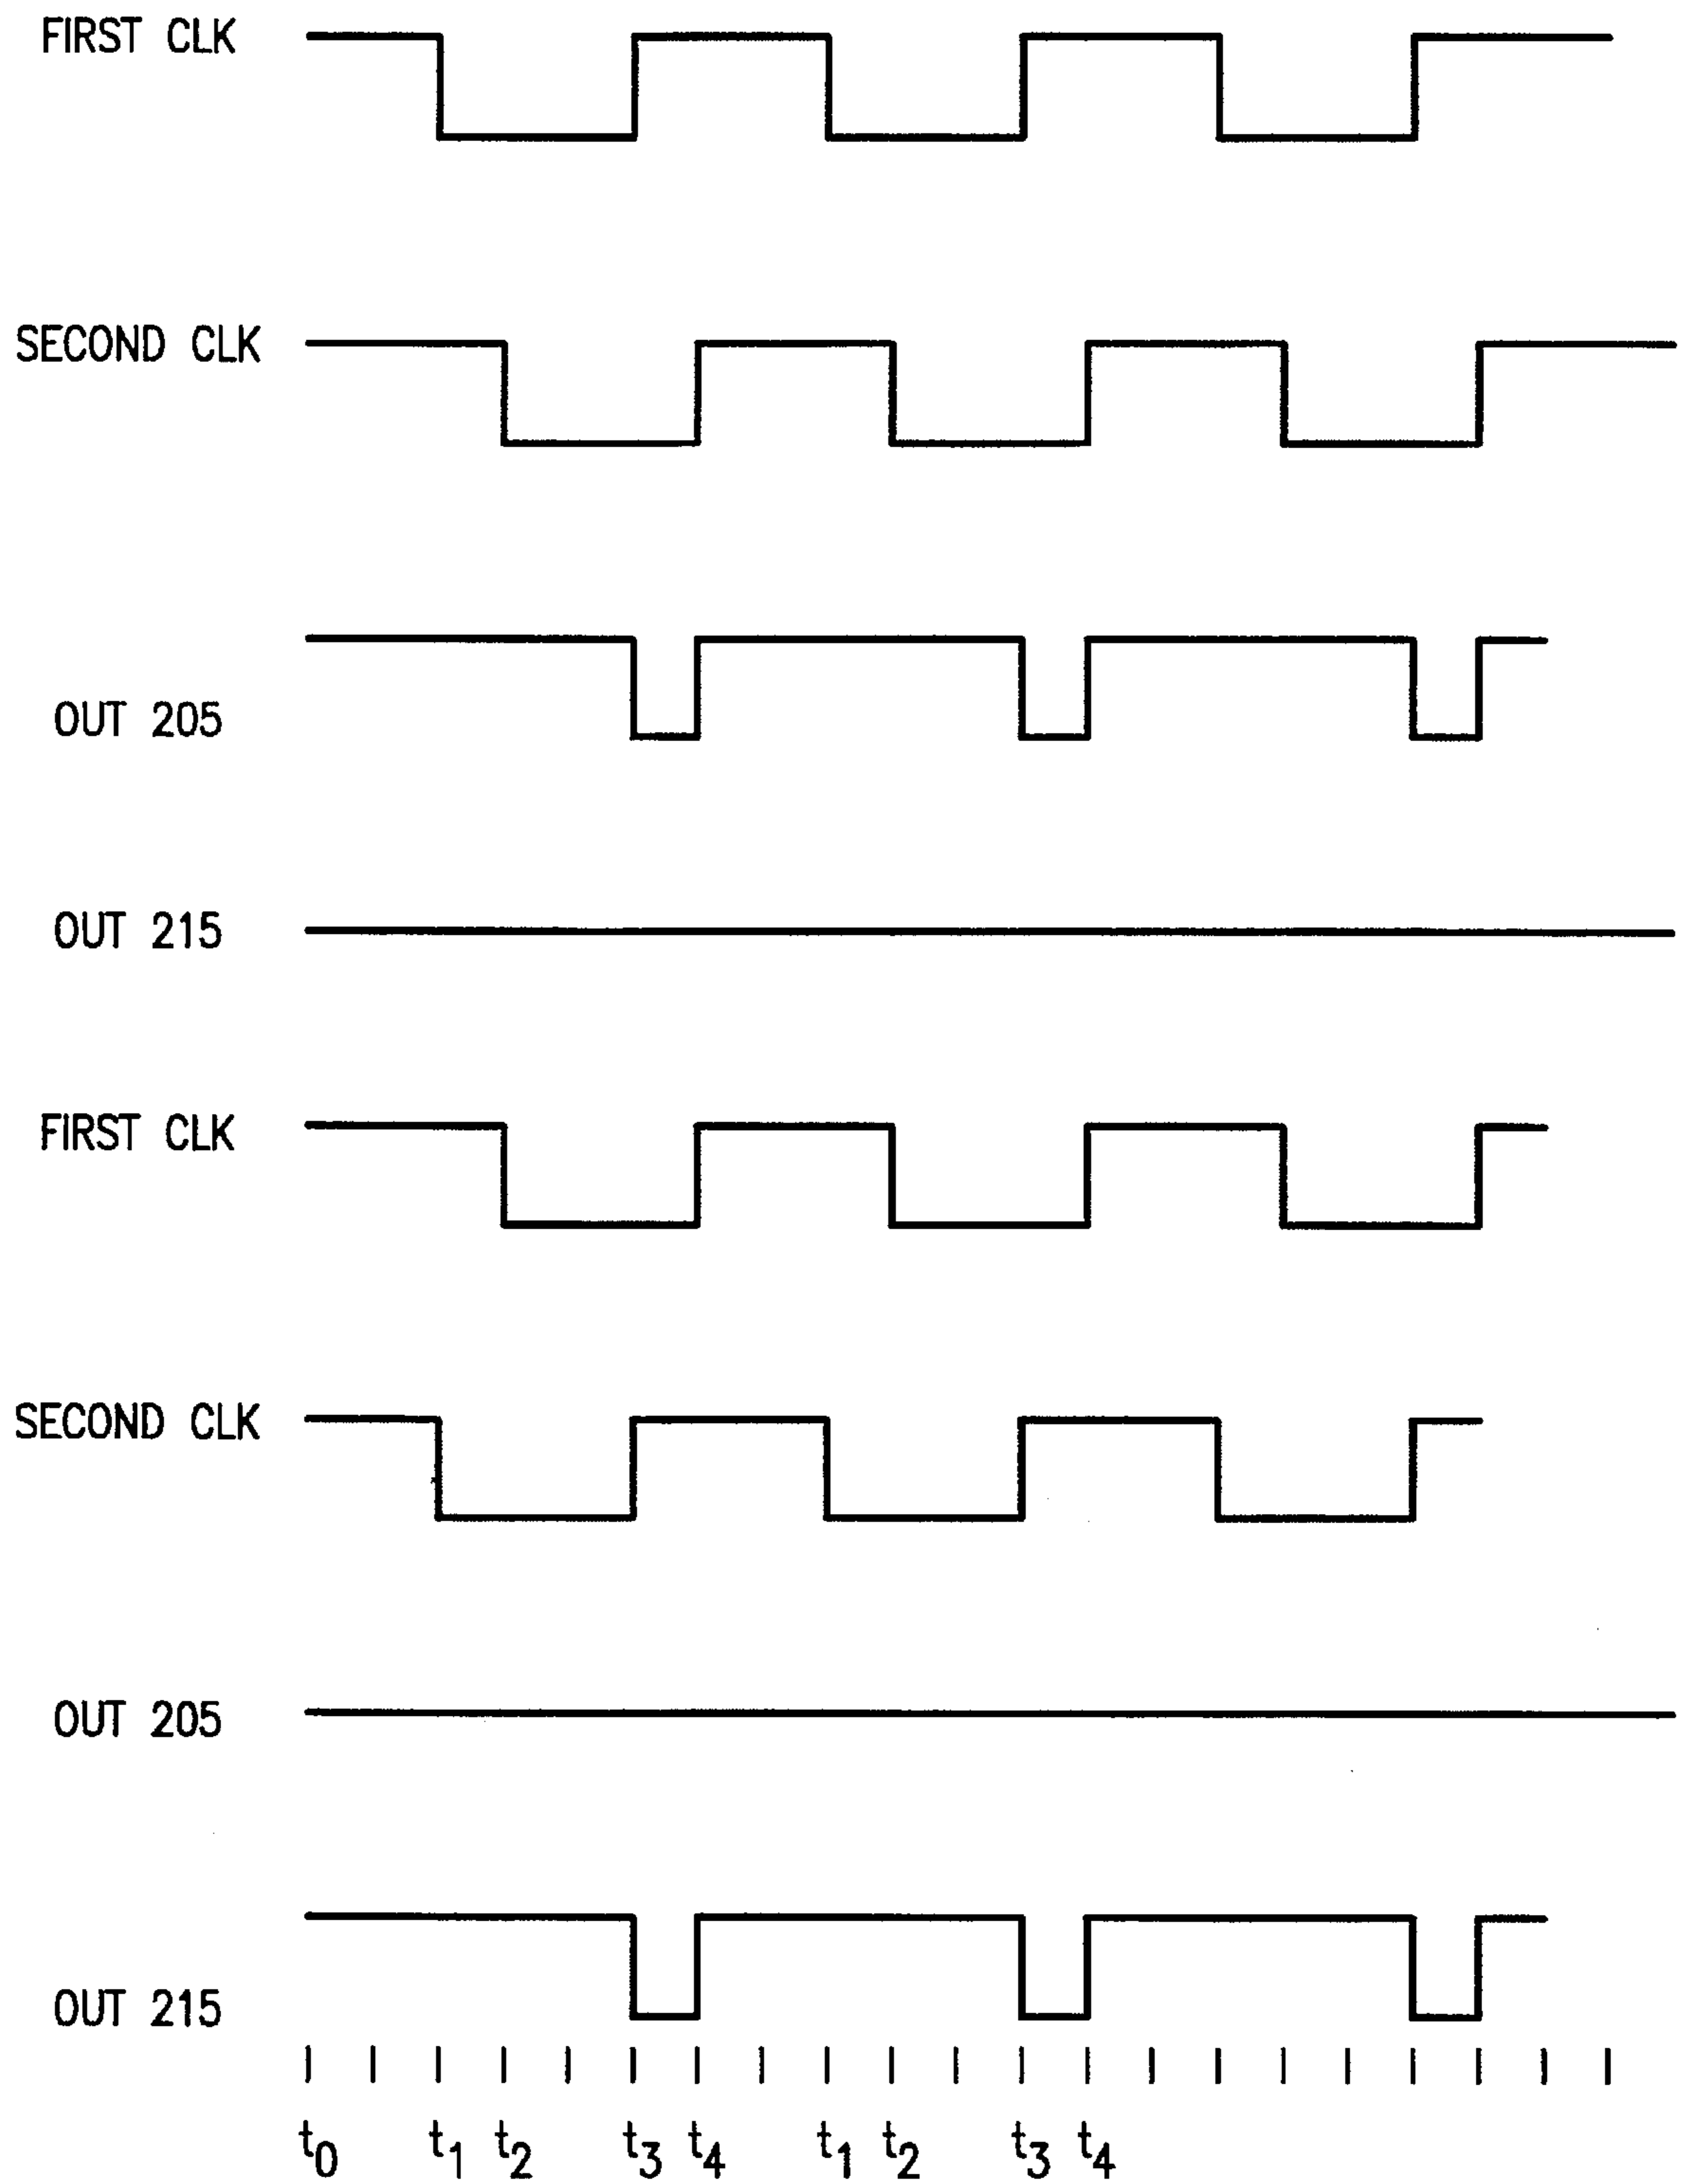 FIRST CLK
SECOND CLK
OUT 205
OUT 215
FIRST CLK
SECOND CLK
OUT 205
OUT 215
t0 t1 t2 t3 t4 t1 t2 t3 t4